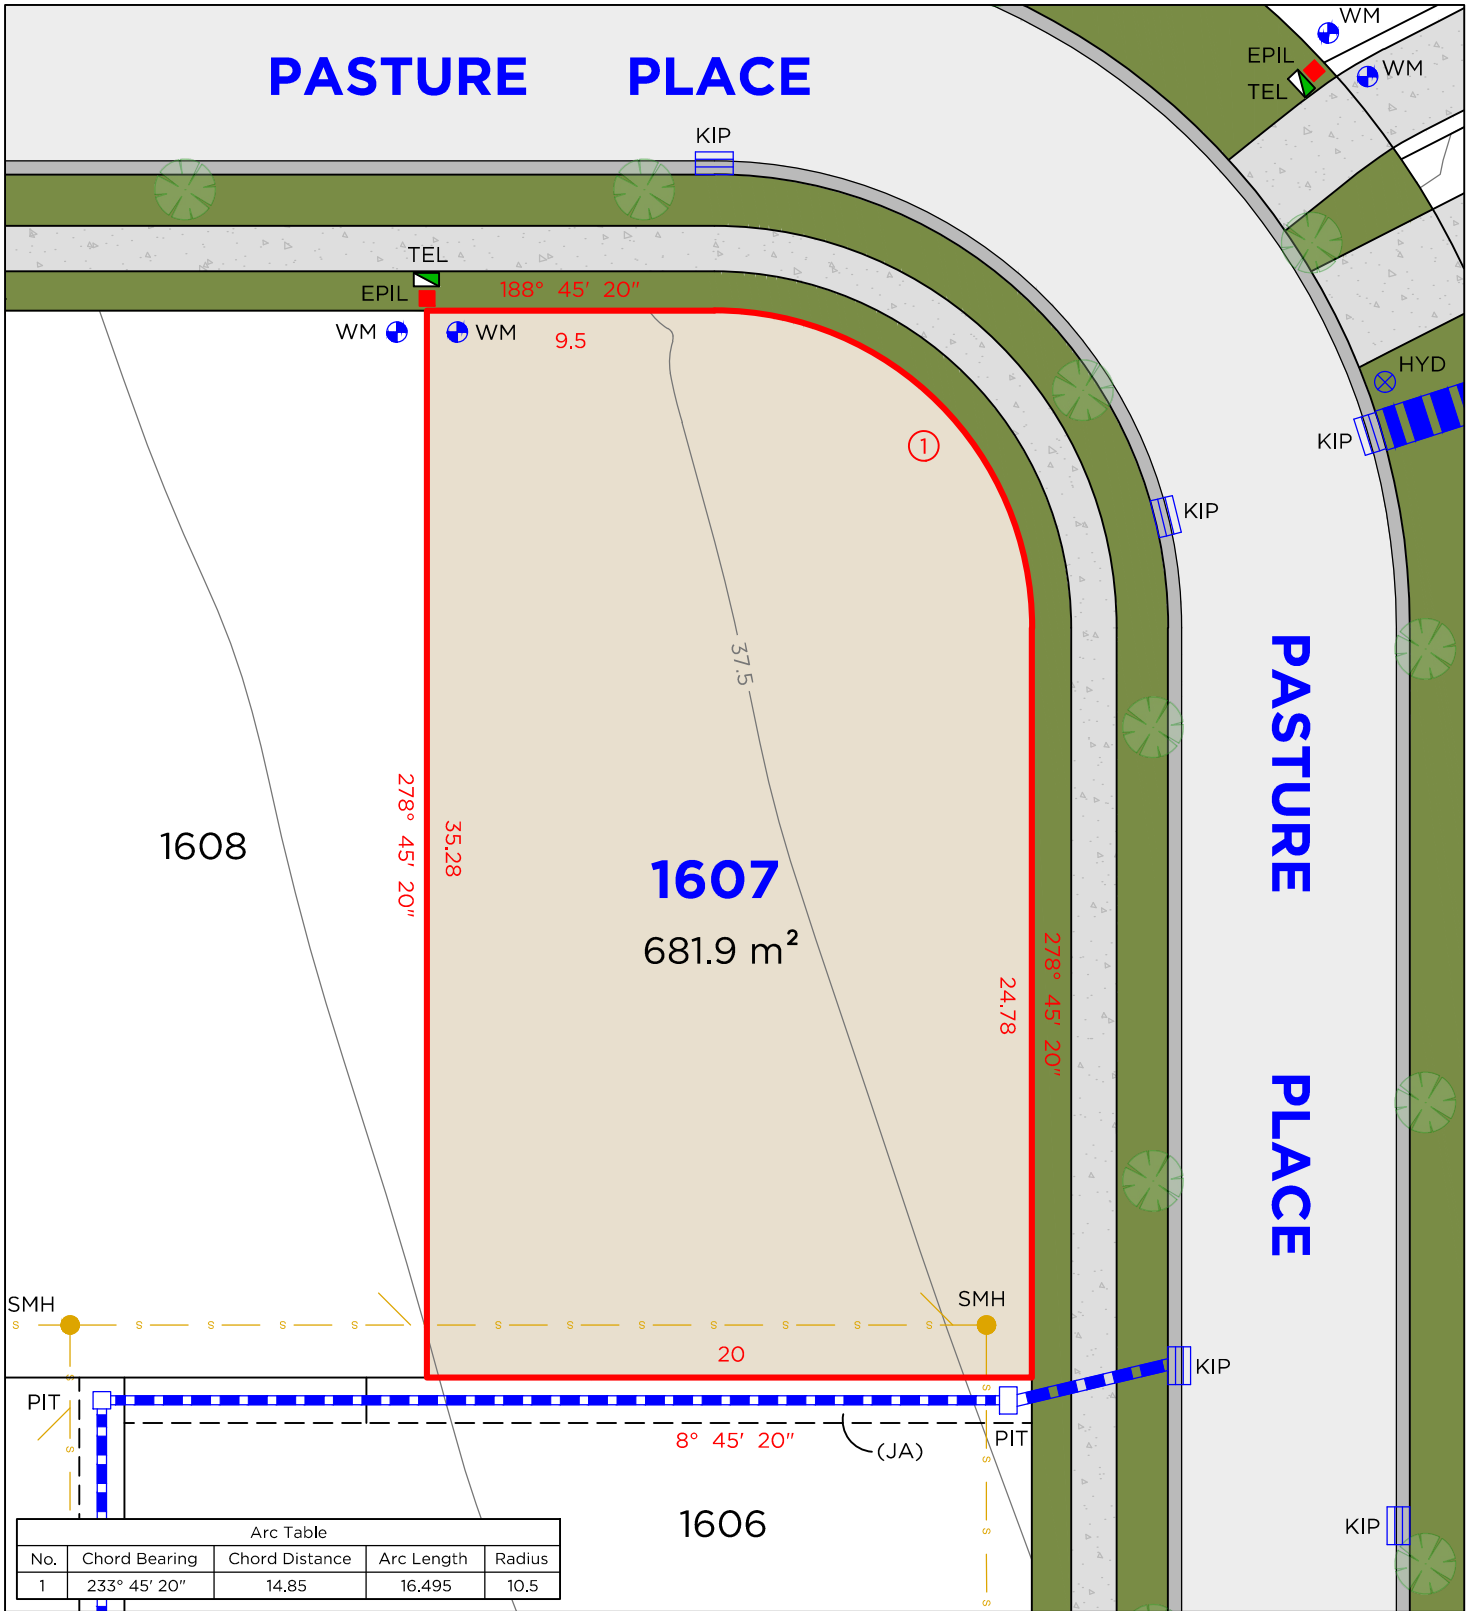 WM
PASTURE PLACE
EPIL
WM
TEL
KIP
TEL
188° 45' 20"
EPIL
WM
WM
9.5
HYD
1
KIP
KIP
37.5
PASTURE PLACE
278° 45' 20"
35.28
1608
1607
681.9 m²
24.78
278° 45' 20"
SMH
SMH
s s s s s s s s s s s
20
KIP
PIT
s
s
8° 45' 20"
(JA)
PIT
s
1606
s
KIP
Arc Table
No. Chord Bearing Chord Distance Arc Length Radius
1 233° 45' 20" 14.85 16.495 10.5
s